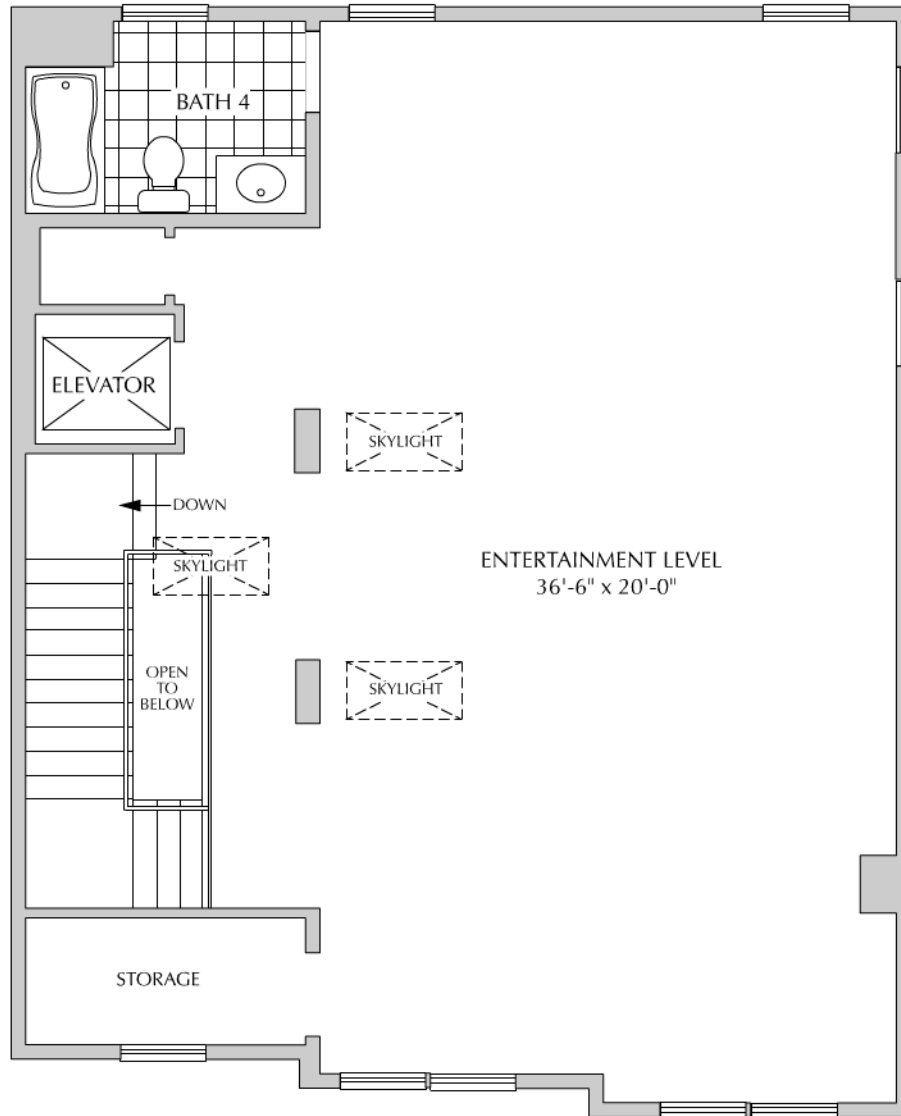 BATH 4
ELEVATOR
SKYLIGHT
DOWN
SKYLIGHT
ENTERTAINMENT LEVEL
36'-6" x 20'-0"
OPEN
TO
BELOW
SKYLIGHT
STORAGE